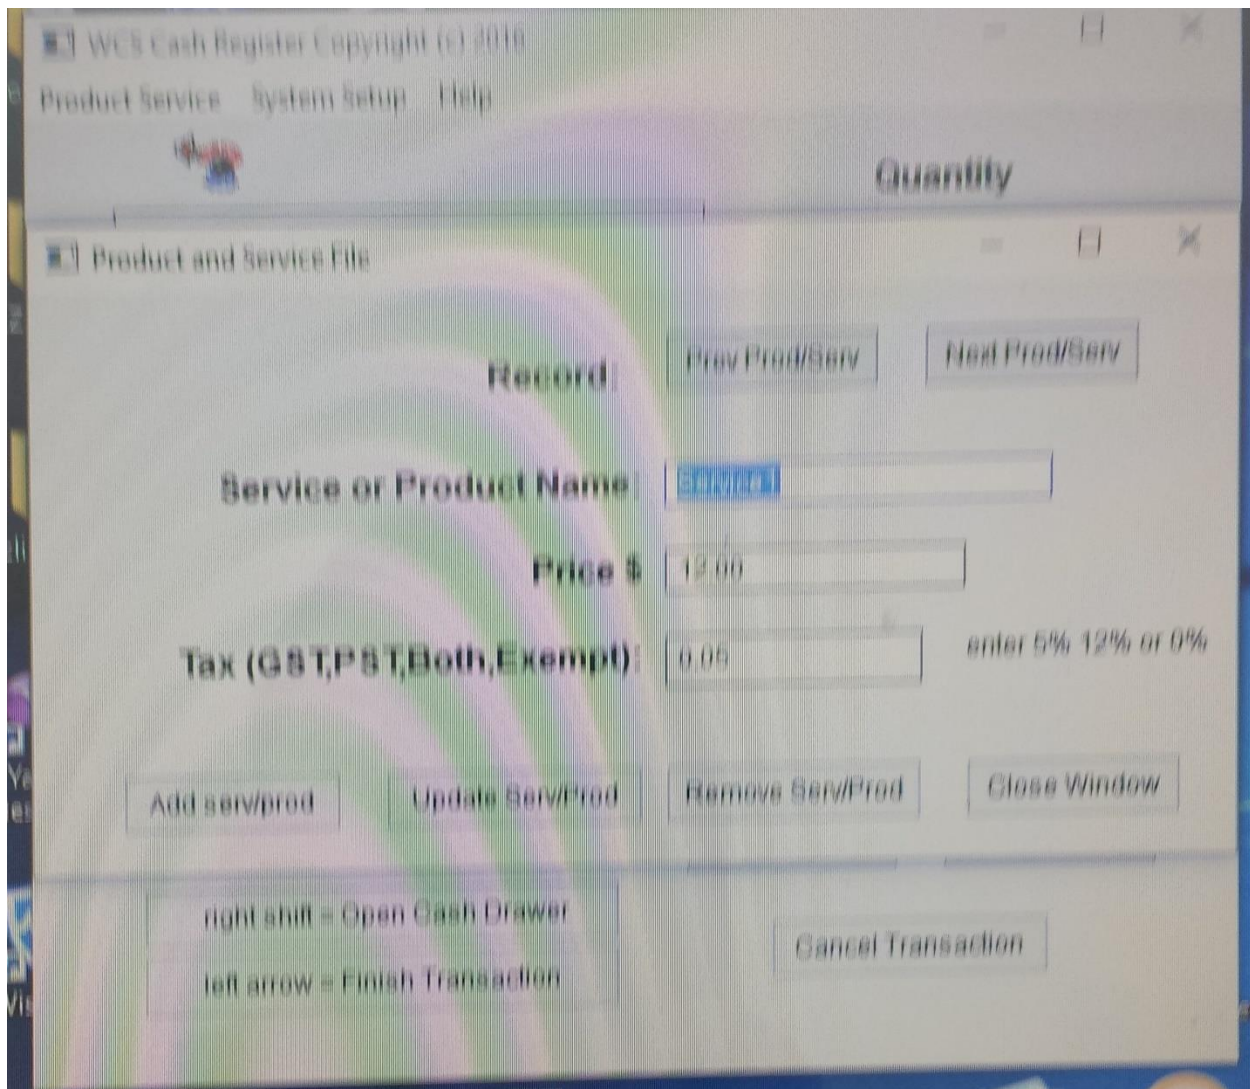 WCS Cash Register Copyright (c) 2016
Product Service System Setup Help
Quantity
Product and Service File
Record: Prev Prod/Serv Next Prod/Serv
Service or Product Name: Service1
Price $ 12.00
Tax (GST,PST,Both,Exempt): 0.05 enter 5% 12% or 0%
Add serv/prod Update Serv/Prod Remove Serv/Prod Close Window
right shift = Open Cash Drawer
Cancel Transaction
left arrow = Finish Transaction